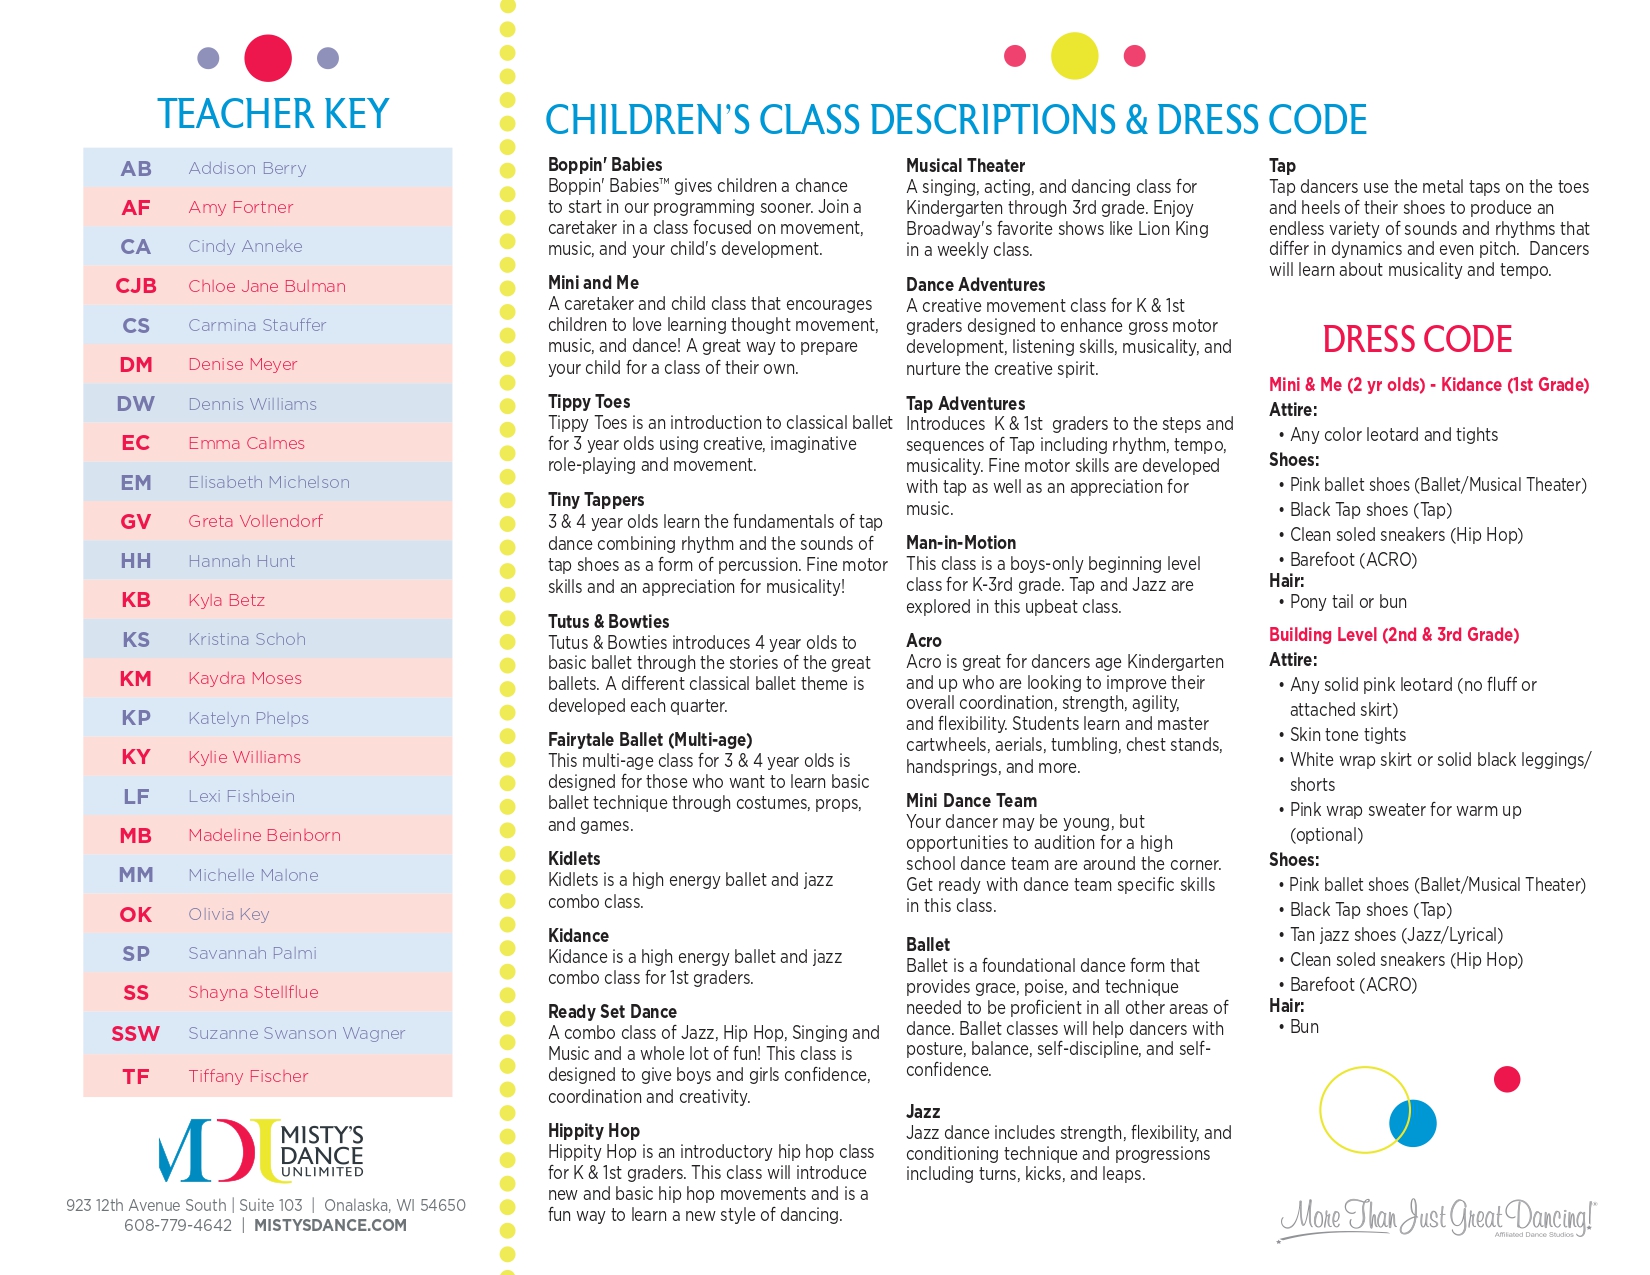 TEACHER KEY
AB Addison Berry
AF Amy Fortner
CA Cindy Anneke
CJB Chloe Jane Bulman
CS Carmina Stauffer
DM Denise Meyer
DW Dennis Williams
EC Emma Calmes
EM Elisabeth Michelson
GV Greta Vollendorf
HH Hannah Hunt
KB Kyla Betz
KS Kristina Schoh
KM Kaydra Moses
KP Katelyn Phelps
KY Kylie Williams
LF Lexi Fishbein
MB Madeline Beinborn
MM Michelle Malone
OK Olivia Key
SP Savannah Palmi
SS Shayna Stellflue
SSW Suzanne Swanson Wagner
TF Tiffany Fischer
MDU MISTY'S
DANCE
UNLIMITED
923 12th Avenue South | Suite 103 | Onalaska, WI 54650
608-779-4642 | MISTYSDANCE.COM
CHILDREN'S CLASS DESCRIPTIONS & DRESS CODE
Boppin' Babies
Boppin' Babies™ gives children a chance
to start in our programming sooner. Join a
caretaker in a class focused on movement,
music, and your child's development.
Mini and Me
A caretaker and child class that encourages
children to love learning thought movement,
music, and dance! A great way to prepare
your child for a class of their own.
Tippy Toes
Tippy Toes is an introduction to classical ballet
for 3 year olds using creative, imaginative
role-playing and movement.
Tiny Tappers
3 & 4 year olds learn the fundamentals of tap
dance combining rhythm and the sounds of
tap shoes as a form of percussion. Fine motor
skills and an appreciation for musicality!
Tutus & Bowties
Tutus & Bowties introduces 4 year olds to
basic ballet through the stories of the great
ballets. A different classical ballet theme is
developed each quarter.
Fairytale Ballet (Multi-age)
This multi-age class for 3 & 4 year olds is
designed for those who want to learn basic
ballet technique through costumes, props,
and games.
Kidlets
Kidlets is a high energy ballet and jazz
combo class.
Kidance
Kidance is a high energy ballet and jazz
combo class for 1st graders.
Ready Set Dance
A combo class of Jazz, Hip Hop, Singing and
Music and a whole lot of fun! This class is
designed to give boys and girls confidence,
coordination and creativity.
Hippity Hop
Hippity Hop is an introductory hip hop class
for K & 1st graders. This class will introduce
new and basic hip hop movements and is a
fun way to learn a new style of dancing.
Musical Theater
A singing, acting, and dancing class for
Kindergarten through 3rd grade. Enjoy
Broadway's favorite shows like Lion King
in a weekly class.
Dance Adventures
A creative movement class for K & 1st
graders designed to enhance gross motor
development, listening skills, musicality, and
nurture the creative spirit.
Tap Adventures
Introduces K & 1st graders to the steps and
sequences of Tap including rhythm, tempo,
musicality. Fine motor skills are developed
with tap as well as an appreciation for
music.
Man-in-Motion
This class is a boys-only beginning level
class for K-3rd grade. Tap and Jazz are
explored in this upbeat class.
Acro
Acro is great for dancers age Kindergarten
and up who are looking to improve their
overall coordination, strength, agility,
and flexibility. Students learn and master
cartwheels, aerials, tumbling, chest stands,
handsprings, and more.
Mini Dance Team
Your dancer may be young, but
opportunities to audition for a high
school dance team are around the corner.
Get ready with dance team specific skills
in this class.
Ballet
Ballet is a foundational dance form that
provides grace, poise, and technique
needed to be proficient in all other areas of
dance. Ballet classes will help dancers with
posture, balance, self-discipline, and self-
confidence.
Jazz
Jazz dance includes strength, flexibility, and
conditioning technique and progressions
including turns, kicks, and leaps.
Tap
Tap dancers use the metal taps on the toes
and heels of their shoes to produce an
endless variety of sounds and rhythms that
differ in dynamics and even pitch. Dancers
will learn about musicality and tempo.
DRESS CODE
Mini & Me (2 yr olds) - Kidance (1st Grade)
Attire:
• Any color leotard and tights
Shoes:
• Pink ballet shoes (Ballet/Musical Theater)
• Black Tap shoes (Tap)
• Clean soled sneakers (Hip Hop)
• Barefoot (ACRO)
Hair:
• Pony tail or bun
Building Level (2nd & 3rd Grade)
Attire:
• Any solid pink leotard (no fluff or
attached skirt)
• Skin tone tights
• White wrap skirt or solid black leggings/
shorts
• Pink wrap sweater for warm up
(optional)
Shoes:
• Pink ballet shoes (Ballet/Musical Theater)
• Black Tap shoes (Tap)
• Tan jazz shoes (Jazz/Lyrical)
• Clean soled sneakers (Hip Hop)
• Barefoot (ACRO)
Hair:
• Bun
More Than Just Great Dancing!
Affiliated Dance Studios